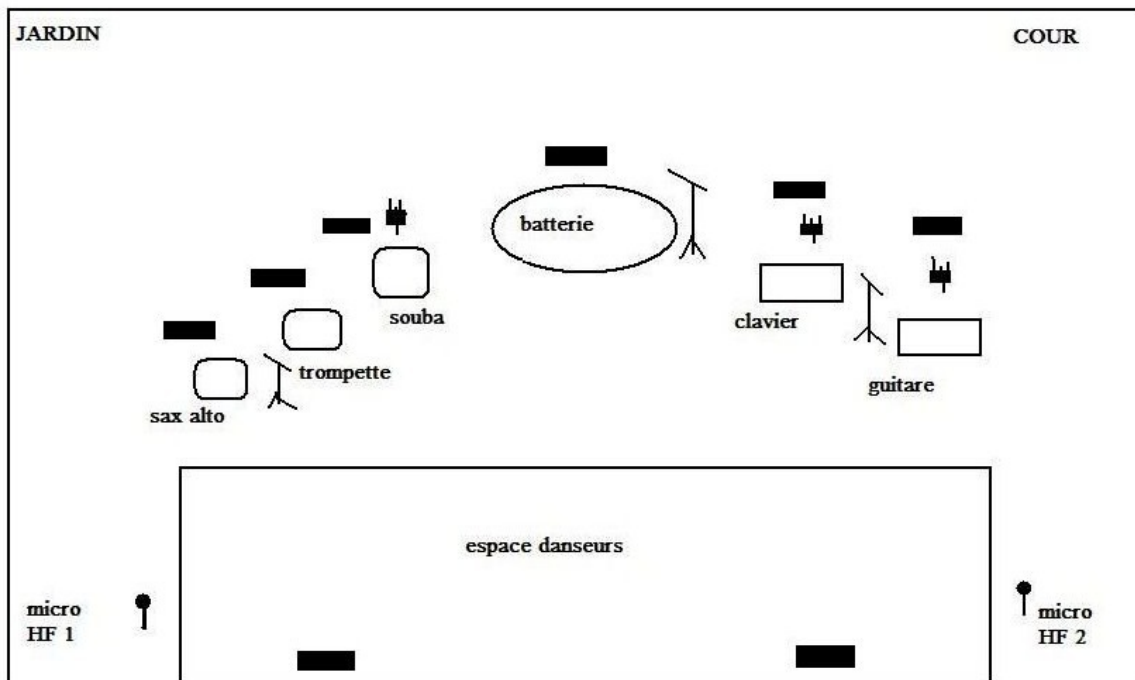 JARDIN
COUR
batterie
souba
clavier
trompette
guitare
sax alto
espace danseurs
micro
HF 1
micro
HF 2